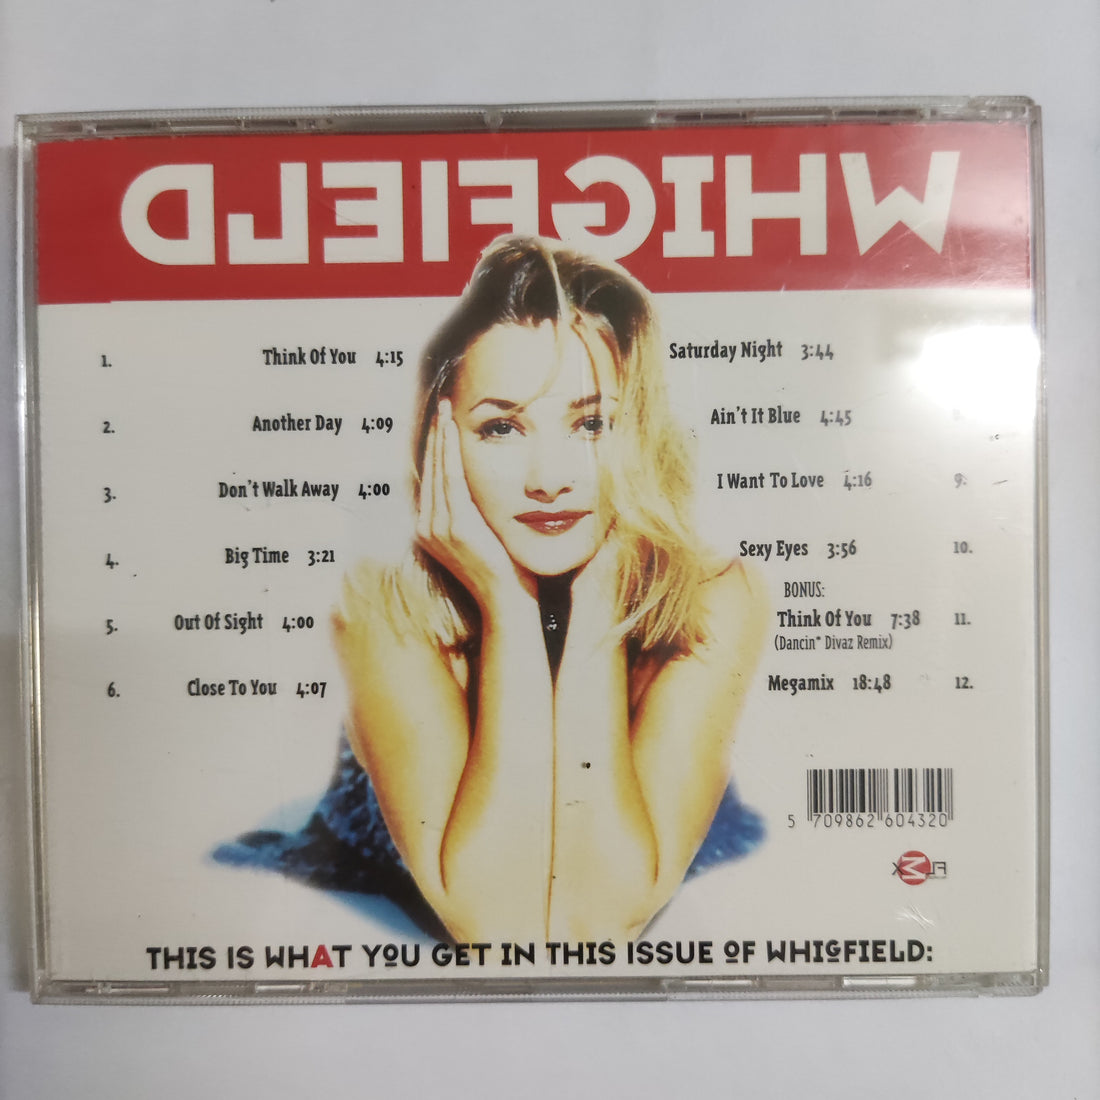 WHIGFIELD
1. Think Of You 4:15
2. Another Day 4:09
3. Don't Walk Away 4:00
4. Big Time 3:21
5. Out Of Sight 4:00
6. Close To You 4:07
Saturday Night 3:44
Ain't It Blue 4:45
I Want To Love 4:16 9.
Sexy Eyes 3:56 10.
BONUS:
Think Of You 7:38 11.
(Dancin* Divaz Remix)
Megamix 18:48 12.
5 709862 604320
FLEX
THIS IS WHAT YOU GET IN THIS ISSUE OF WHIGFIELD: